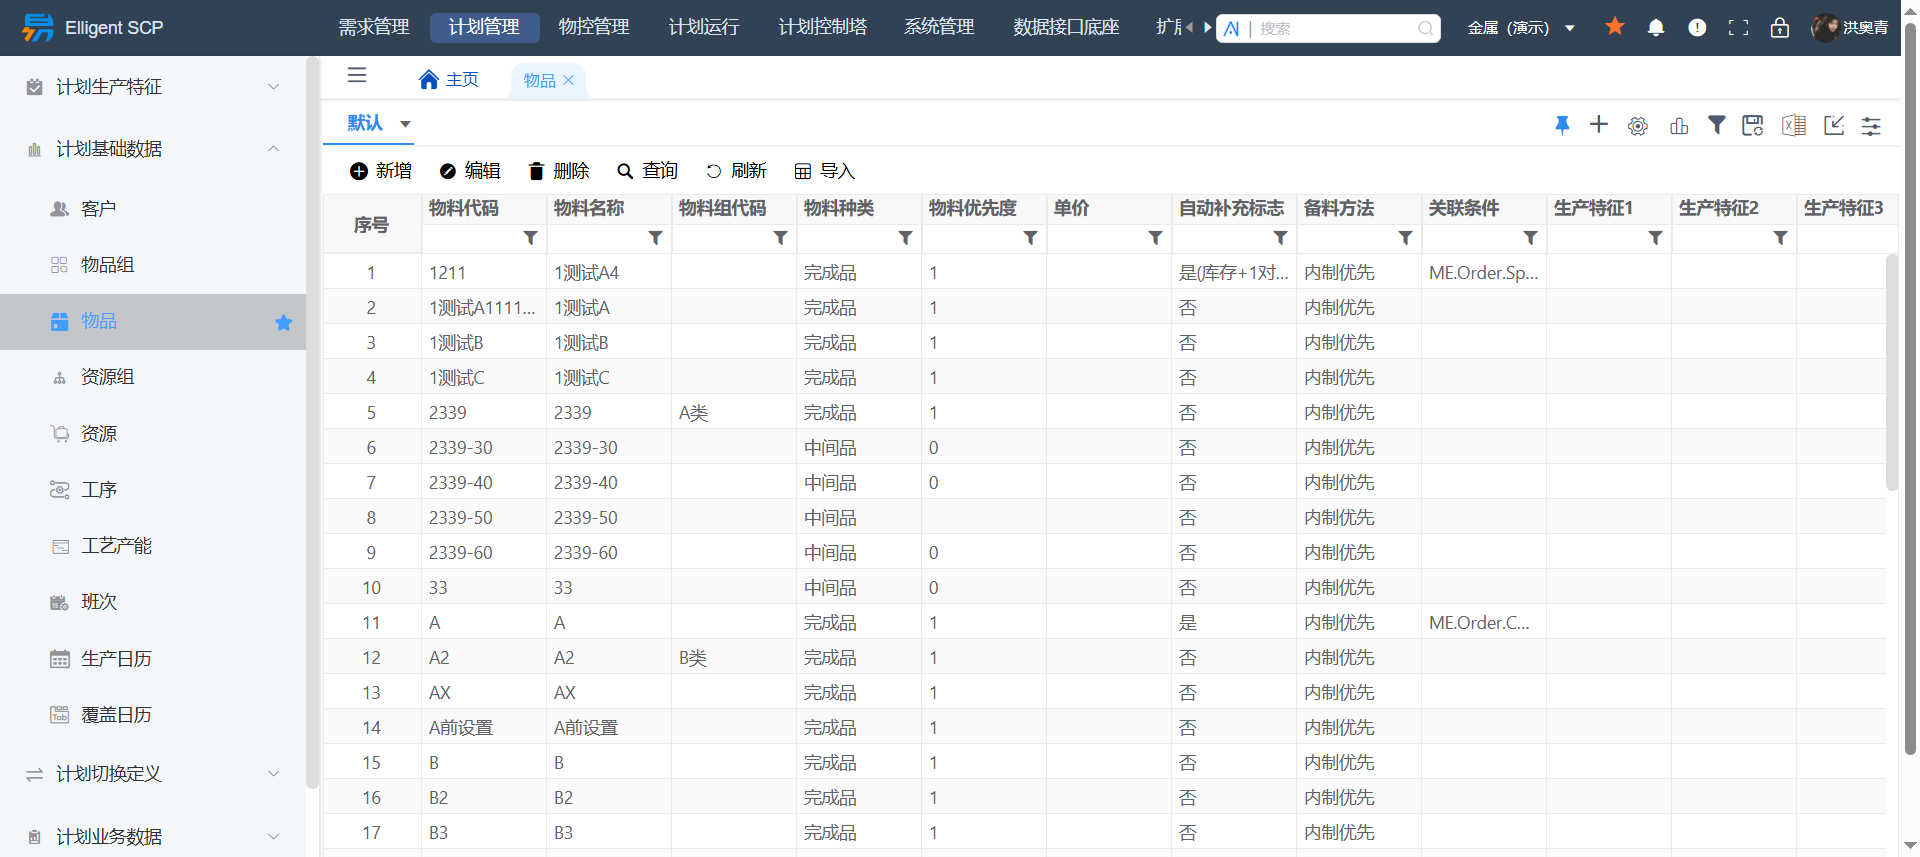 Elligent SCP
需求管理 计划管理 物控管理 计划运行 计划控制塔 系统管理 数据接口底座
搜索
金属 (演示)
洪奥青
计划生产特征
计划基础数据
客户
物品组
物品
资源组
资源
工序
工艺产能
班次
生产日历
覆盖日历
计划切换定义
计划业务数据
主页 物品
默认
新增 编辑 删除 查询 刷新 导入
序号 物料代码 物料名称 物料组代码 物料种类 物料优先度 单价 自动补充标志 备料方法 关联条件 生产特征1 生产特征2 生产特征3
1 1211 1测试A4 完成品 1 是(库存+1对... 内制优先 ME.Order.Sp...
2 1测试A1111... 1测试A 完成品 1 否 内制优先
3 1测试B 1测试B 完成品 1 否 内制优先
4 1测试C 1测试C 完成品 1 否 内制优先
5 2339 2339 A类 完成品 1 否 内制优先
6 2339-30 2339-30 中间品 0 否 内制优先
7 2339-40 2339-40 中间品 0 否 内制优先
8 2339-50 2339-50 中间品 否 内制优先
9 2339-60 2339-60 中间品 0 否 内制优先
10 33 33 中间品 0 否 内制优先
11 A A 完成品 1 是 内制优先 ME.Order.C...
12 A2 A2 B类 完成品 1 否 内制优先
13 AX AX 完成品 1 否 内制优先
14 A前设置 A前设置 完成品 1 否 内制优先
15 B B 完成品 1 否 内制优先
16 B2 B2 完成品 1 否 内制优先
17 B3 B3 完成品 1 否 内制优先